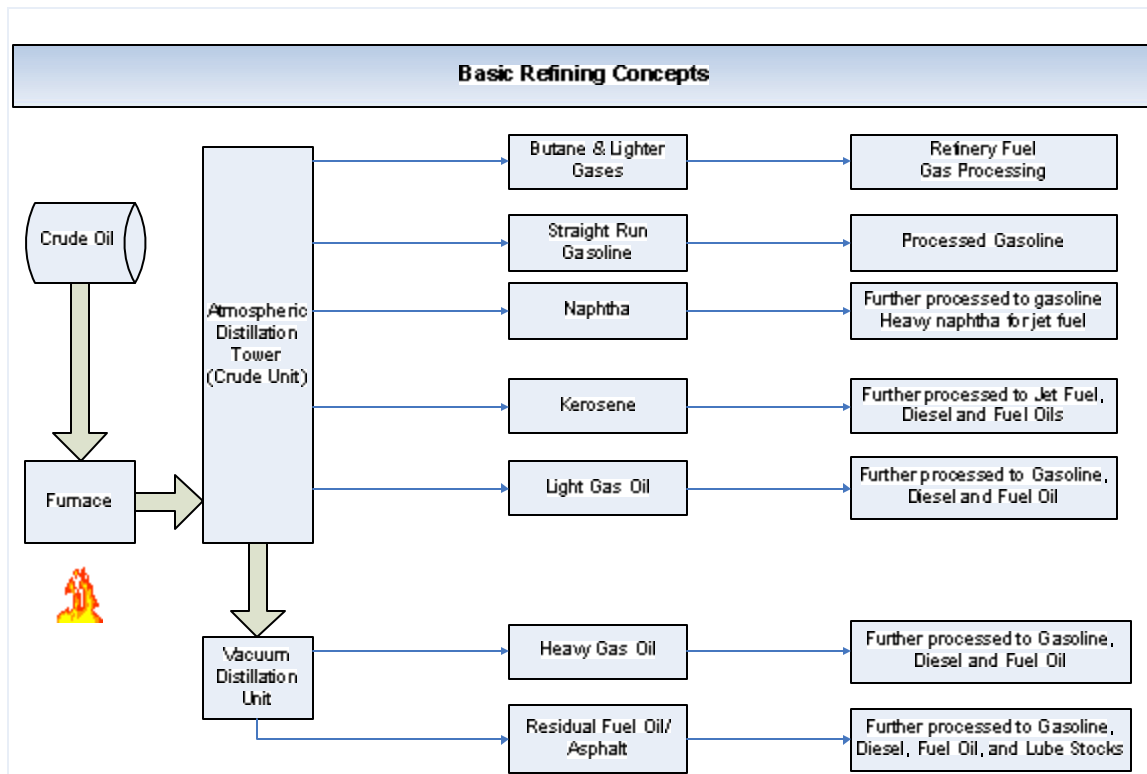 Basic Refining Concepts
Crude Oil
Furnace
Atmospheric
Distillation
Tower
(Crude Unit)
Vacuum
Distillation
Unit
Butane & Lighter
Gases
Refinery Fuel
Gas Processing
Straight Run
Gasoline
Processed Gasoline
Naphtha
Further processed to gasoline
Heavy naphtha for jet fuel
Kerosene
Further processed to Jet Fuel,
Diesel and Fuel Oils
Light Gas Oil
Further processed to Gasoline,
Diesel and Fuel Oil
Heavy Gas Oil
Further processed to Gasoline,
Diesel and Fuel Oil
Residual Fuel Oil/
Asphalt
Further processed to Gasoline,
Diesel, Fuel Oil, and Lube Stocks